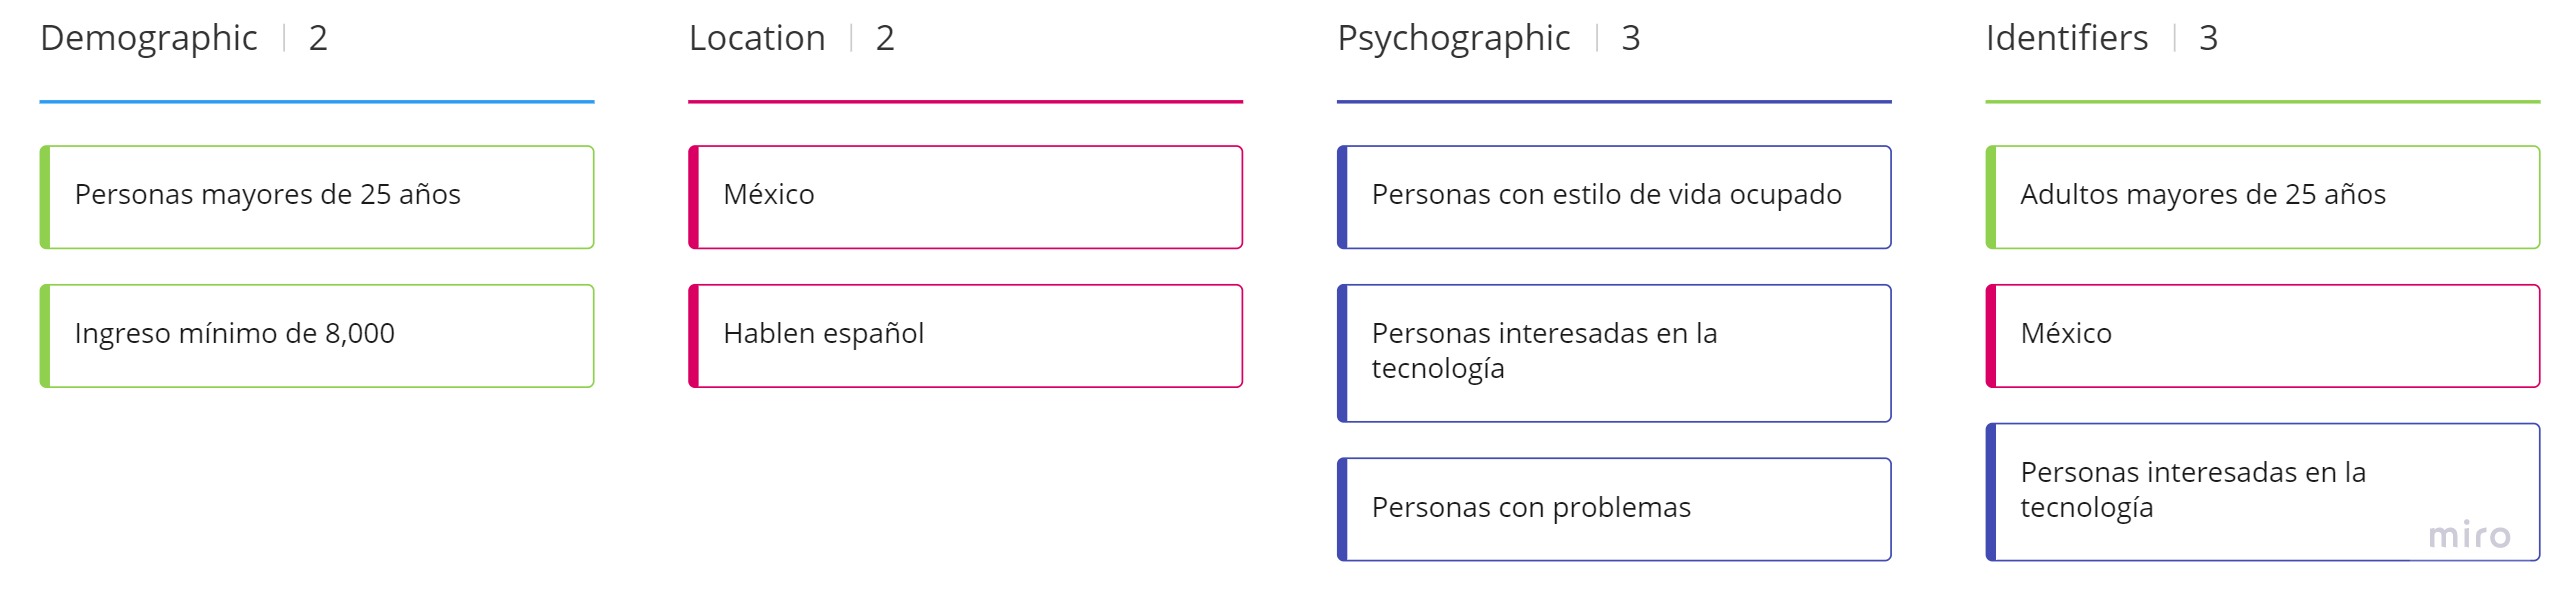 Demographic | 2
Personas mayores de 25 años
Ingreso mínimo de 8,000
Location | 2
México
Hablen español
Psychographic | 3
Personas con estilo de vida ocupado
Personas interesadas en la
tecnología
Personas con problemas
Identifiers | 3
Adultos mayores de 25 años
México
Personas interesadas en la
tecnología
miro